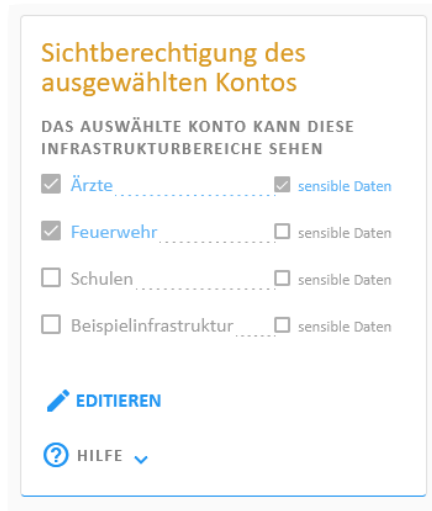 Sichtberechtigung des
ausgewählten Kontos
DAS AUSWÄHLTE KONTO KANN DIESE
INFRASTRUKTURBEREICHE SEHEN
Ärzte sensible Daten
Feuerwehr sensible Daten
Schulen sensible Daten
Beispielinfrastruktur sensible Daten
EDITIEREN
HILFE